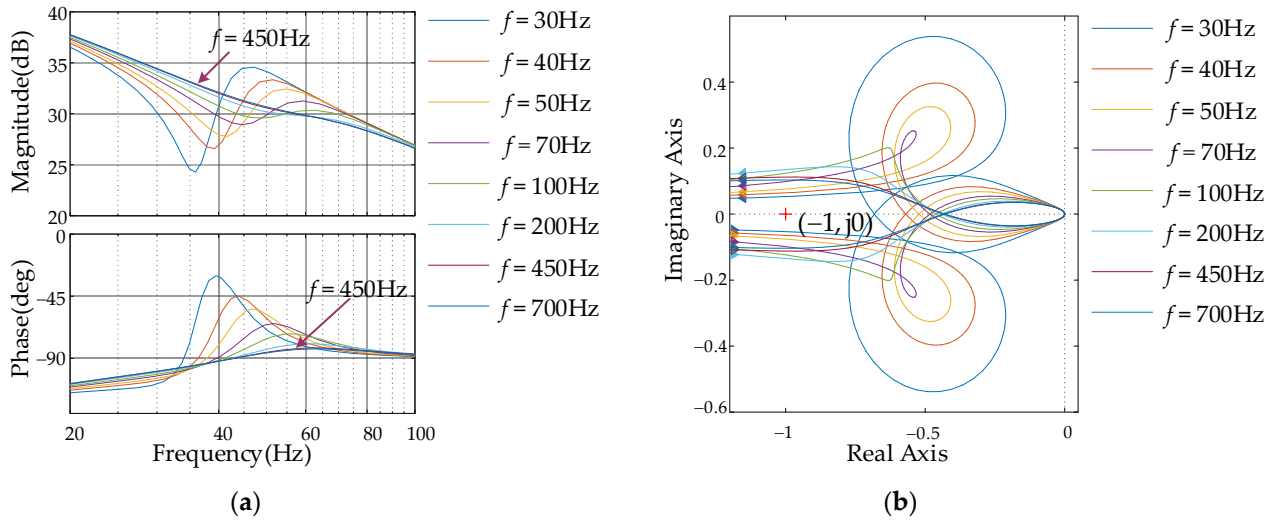 Magnitude(dB)
40
35
30
25
20
f = 450Hz
Phase(deg)
0
−45
−90
f = 450Hz
20
40
60
80
100
Frequency(Hz)
f = 30Hz
f = 40Hz
f = 50Hz
f = 70Hz
f = 100Hz
f = 200Hz
f = 450Hz
f = 700Hz
(a)
Imaginary Axis
0.4
0.2
0
−0.2
−0.4
−0.6
(−1, j0)
−1
−0.5
0
Real Axis
f = 30Hz
f = 40Hz
f = 50Hz
f = 70Hz
f = 100Hz
f = 200Hz
f = 450Hz
f = 700Hz
(b)